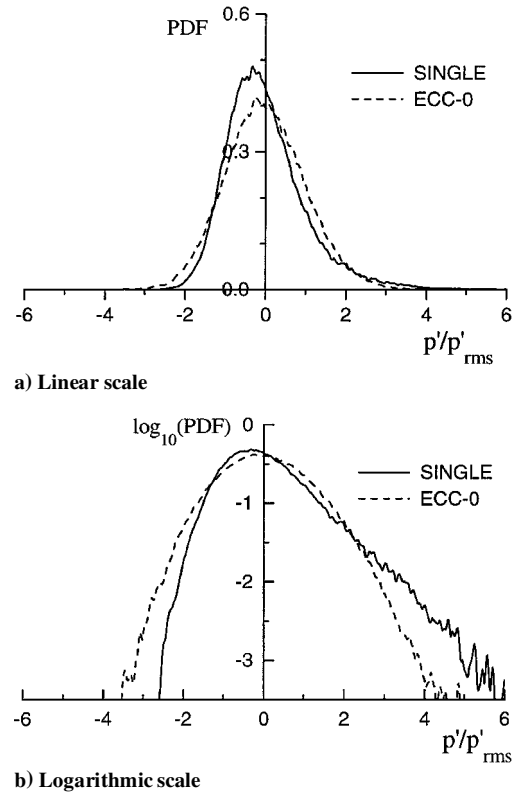 0.6
PDF
SINGLE
ECC-0
0.3
0.0
-6 -4 -2 0 2 4 6
p'/p'rms
a) Linear scale
log10(PDF)
0
SINGLE
ECC-0
-1
-2
-3
-6 -4 -2 0 2 4 6
p'/p'rms
b) Logarithmic scale